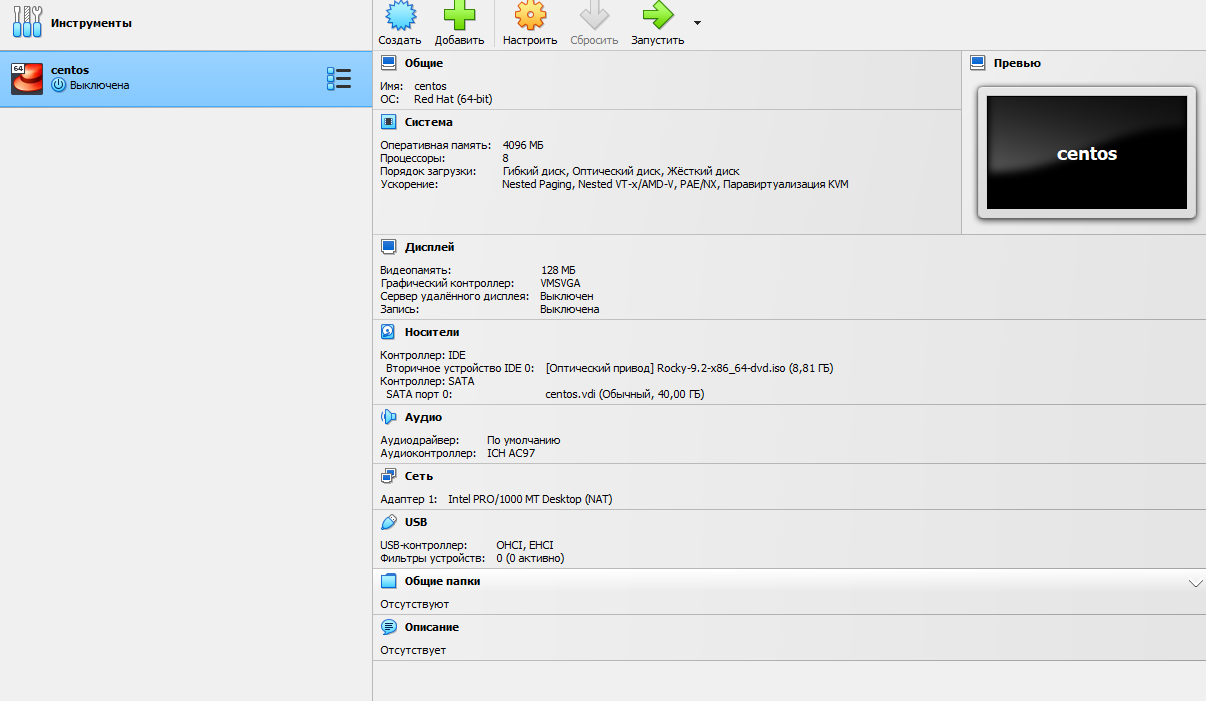 Инструменты
Создать Добавить Настроить Сбросить Запустить
64
centos
Выключена
Общие
Имя: centos
ОС: Red Hat (64-bit)
Превью
centos
Система
Оперативная память: 4096 МБ
Процессоры: 8
Порядок загрузки: Гибкий диск, Оптический диск, Жёсткий диск
Ускорение: Nested Paging, Nested VT-x/AMD-V, PAE/NX, Паравиртуализация KVM
Дисплей
Видеопамять: 128 МБ
Графический контроллер: VMSVGA
Сервер удалённого дисплея: Выключен
Запись: Выключена
Носители
Контроллер: IDE
Вторичное устройство IDE 0: [Оптический привод] Rocky-9.2-x86_64-dvd.iso (8,81 ГБ)
Контроллер: SATA
SATA порт 0: centos.vdi (Обычный, 40,00 ГБ)
Аудио
Аудиодрайвер: По умолчанию
Аудиоконтроллер: ICH AC97
Сеть
Адаптер 1: Intel PRO/1000 MT Desktop (NAT)
USB
USB-контроллер: OHCI, EHCI
Фильтры устройств: 0 (0 активно)
Общие папки
Отсутствуют
Описание
Отсутствует